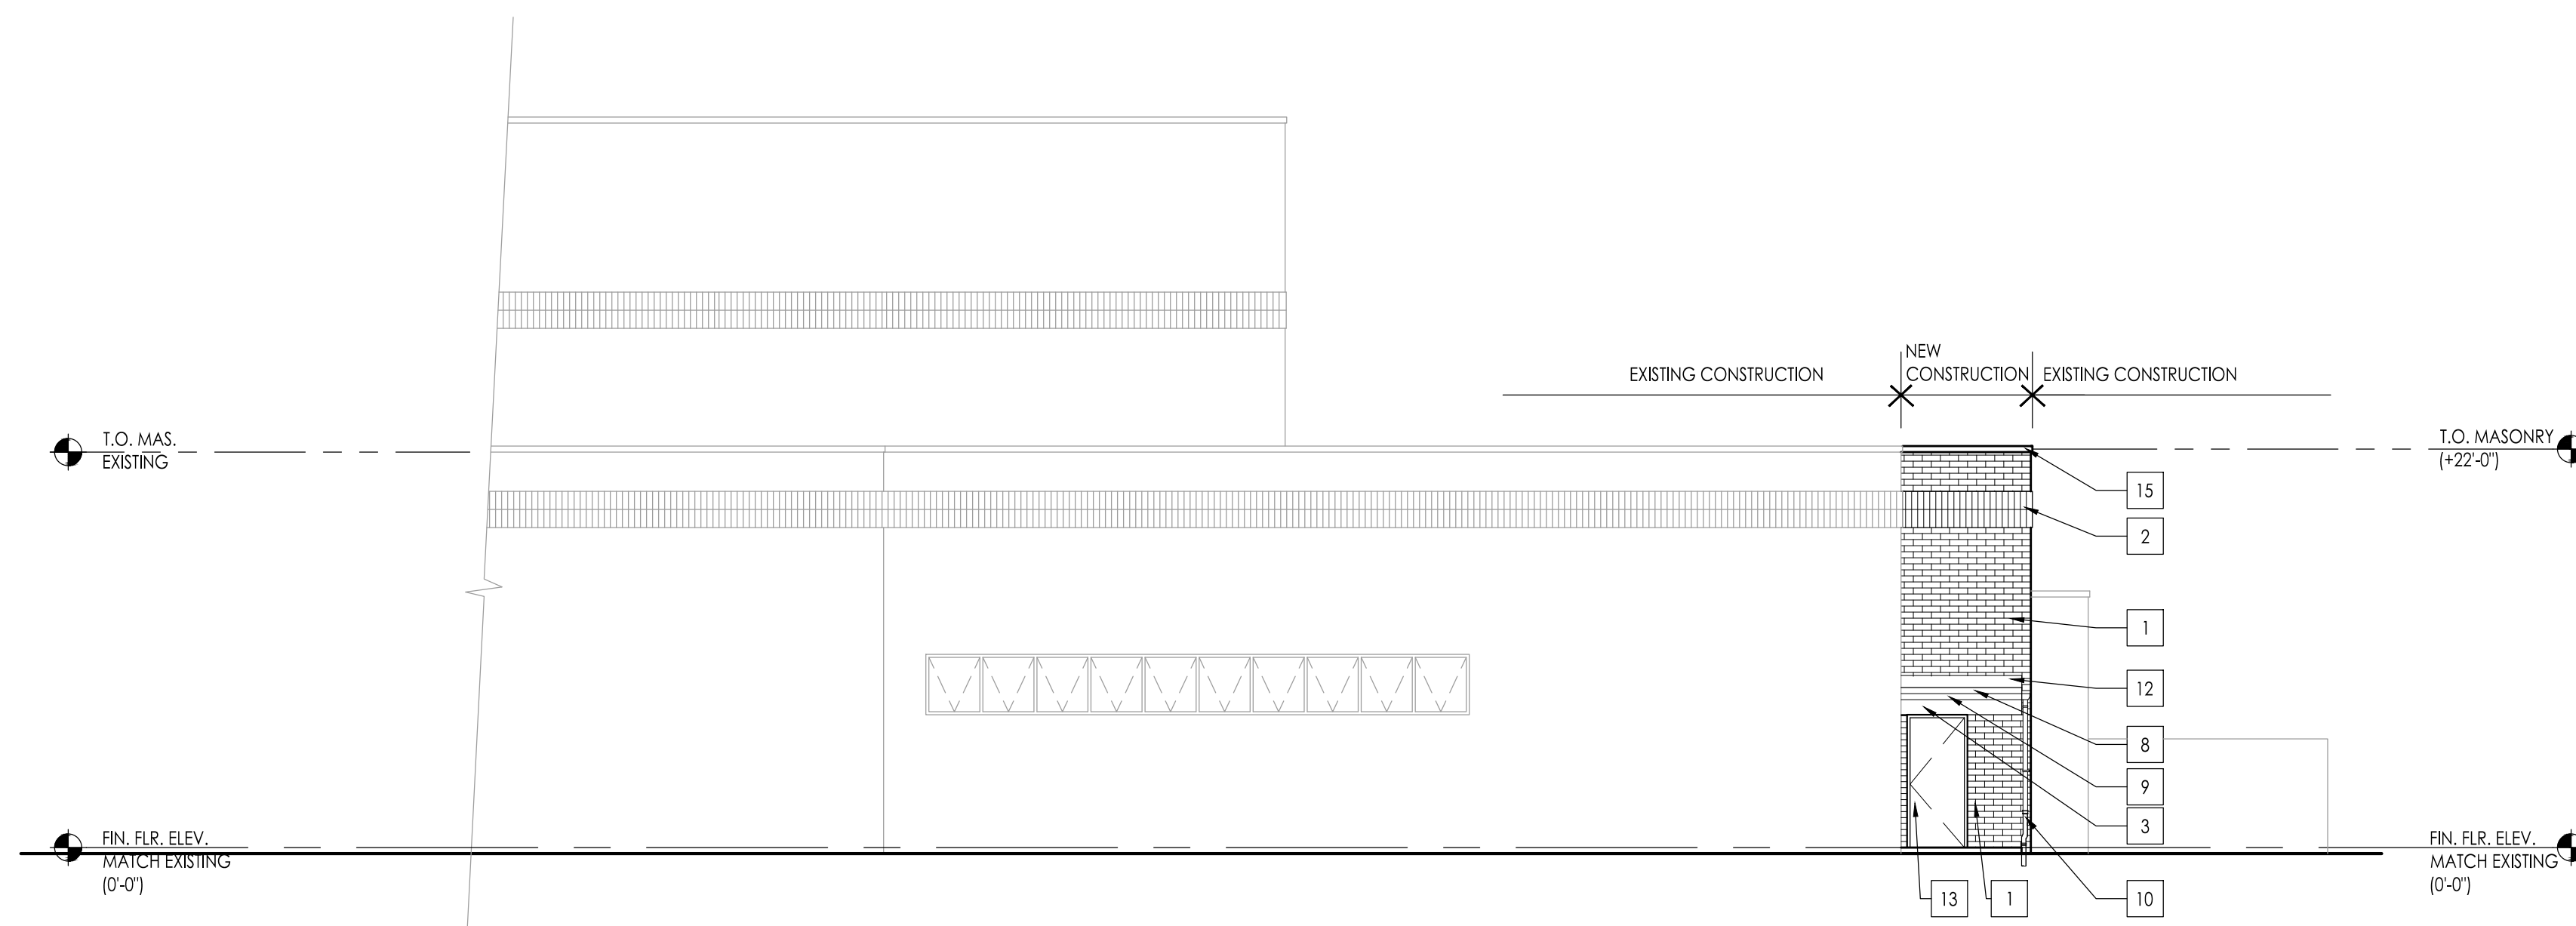 NEW
EXISTING CONSTRUCTION
CONSTRUCTION
EXISTING CONSTRUCTION
T.O. MAS.
EXISTING
T.O. MASONRY
(+22'-0")
15
2
1
12
8
9
3
10
13
1
FIN. FLR. ELEV.
MATCH EXISTING
(0'-0")
FIN. FLR. ELEV.
MATCH EXISTING
(0'-0")